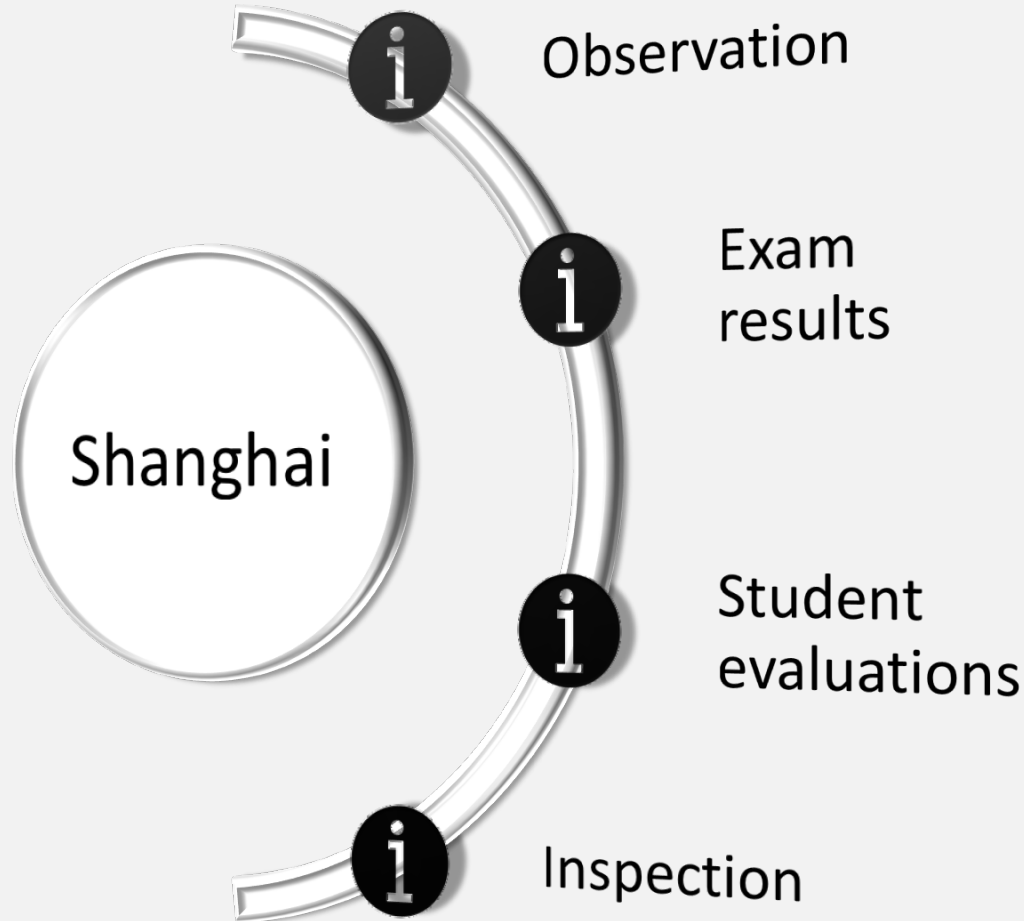 Observation
Exam
results
Shanghai
Student
evaluations
Inspection